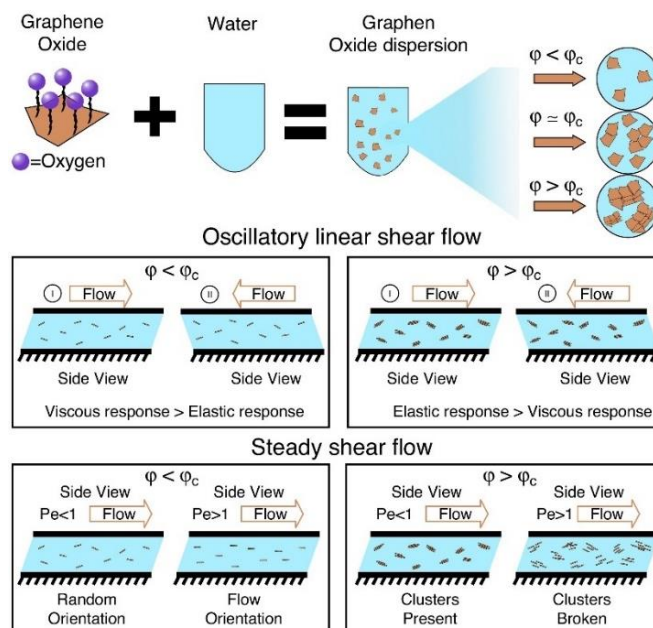 Graphene
Oxide
Water
Graphen
Oxide dispersion
=Oxygen
φ < φc
φ ≃ φc
φ > φc
Oscillatory linear shear flow
φ < φc
I Flow
II Flow
Side View
Side View
Viscous response > Elastic response
φ > φc
I Flow
II Flow
Side View
Side View
Elastic response > Viscous response
Steady shear flow
φ < φc
Side View
Side View
Pe<1 Flow
Pe>1 Flow
Random
Orientation
Flow
Orientation
φ > φc
Side View
Side View
Pe<1 Flow
Pe>1 Flow
Clusters
Present
Clusters
Broken